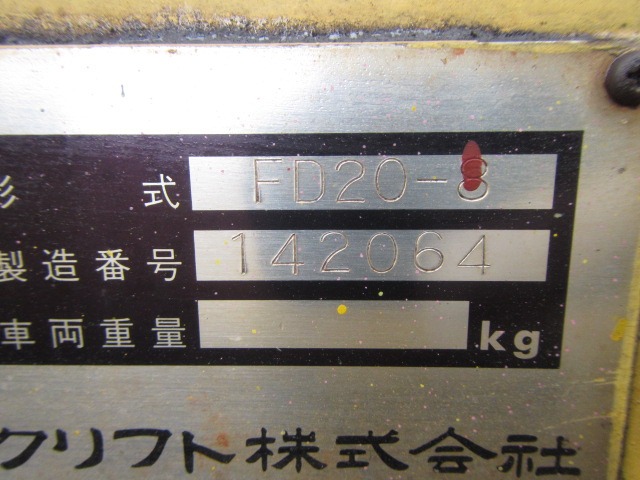 形 式 FD20-8
製造番号 142064
車両重量 kg
クリフト株式会社